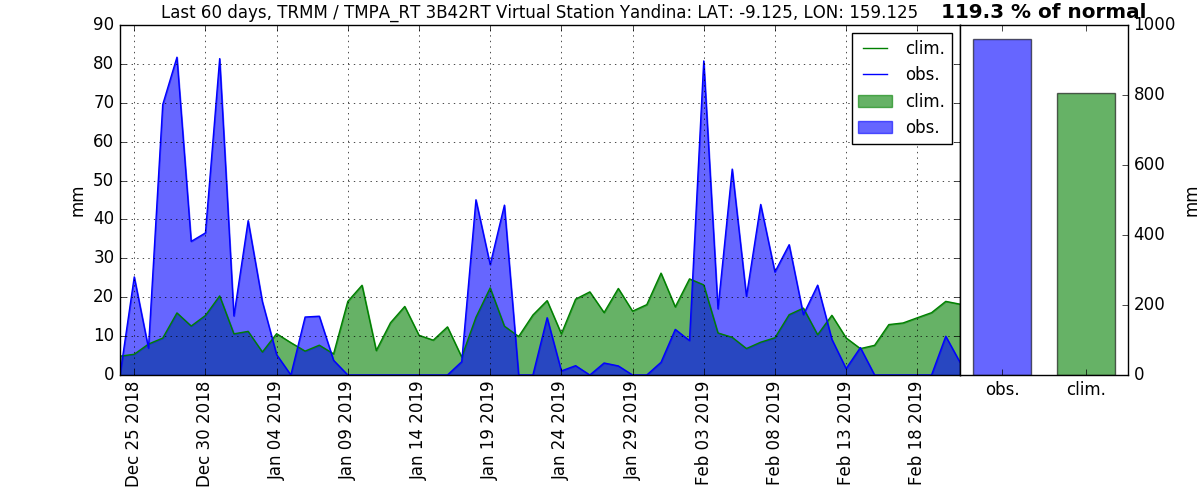 Last 60 days, TRMM / TMPA_RT 3B42RT Virtual Station Yandina: LAT: -9.125, LON: 159.125
119.3 % of normal
90
80
70
60
50
40
30
20
10
0
mm
clim.
obs.
clim.
obs.
Dec 25 2018
Dec 30 2018
Jan 04 2019
Jan 09 2019
Jan 14 2019
Jan 19 2019
Jan 24 2019
Jan 29 2019
Feb 03 2019
Feb 08 2019
Feb 13 2019
Feb 18 2019
1000
800
600
400
200
0
mm
obs.
clim.